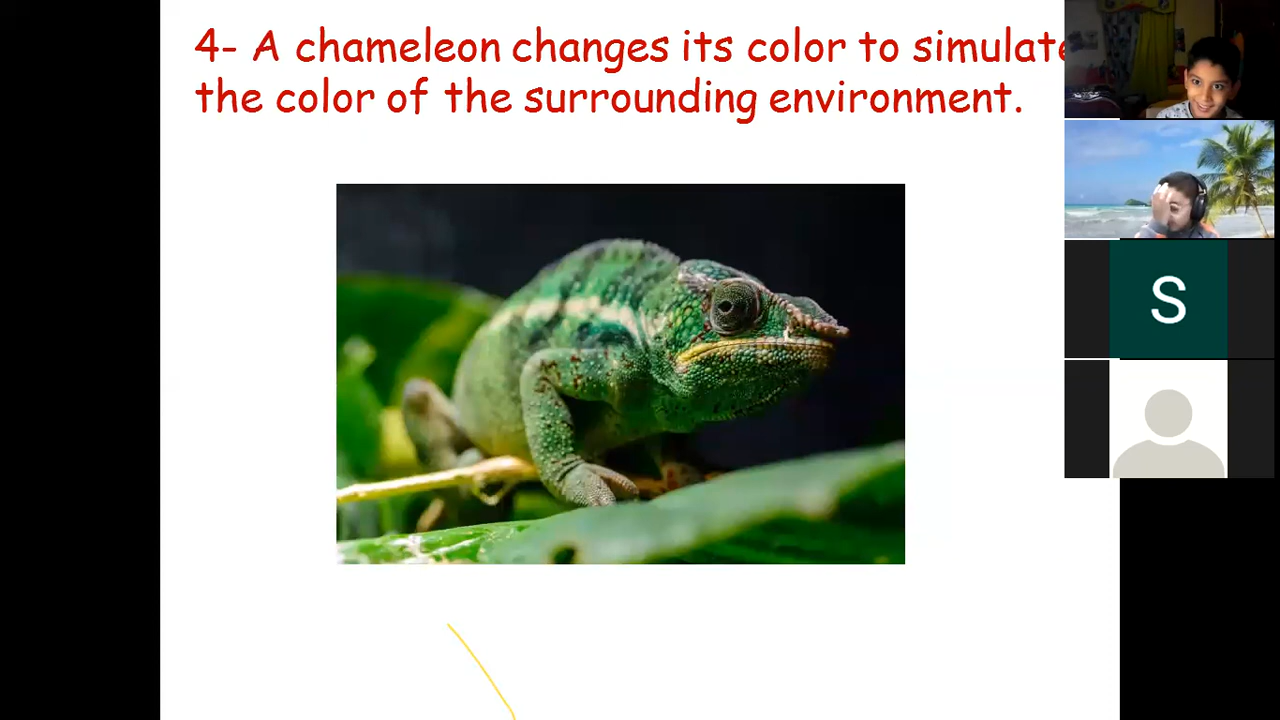 4- A chameleon changes its color to simulate
the color of the surrounding environment.
S